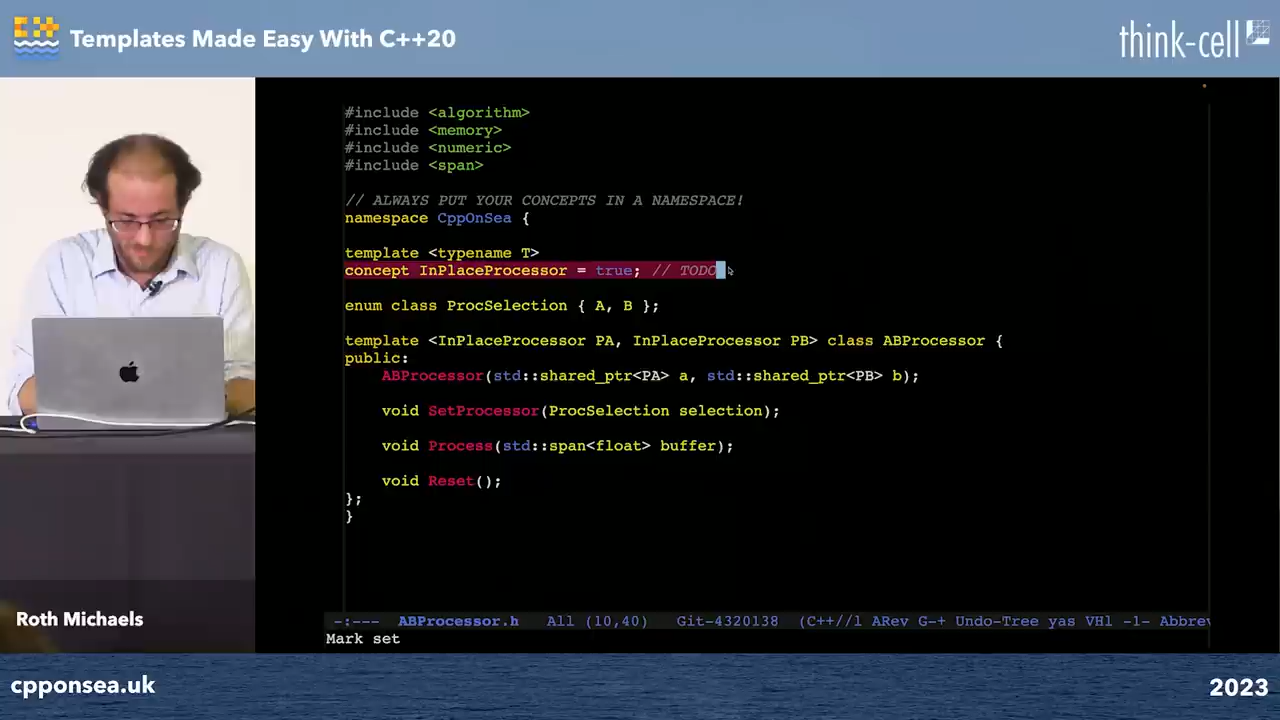 Templates Made Easy With C++20
think-cell
#include <algorithm>
#include <memory>
#include <numeric>
#include <span>
// ALWAYS PUT YOUR CONCEPTS IN A NAMESPACE!
namespace CppOnSea {
template <typename T>
concept InPlaceProcessor = true; // TODO
enum class ProcSelection { A, B };
template <InPlaceProcessor PA, InPlaceProcessor PB> class ABProcessor {
public:
ABProcessor(std::shared_ptr<PA> a, std::shared_ptr<PB> b);
void SetProcessor(ProcSelection selection);
void Process(std::span<float> buffer);
void Reset();
};
}
-:--- ABProcessor.h All (10,40) Git-4320138 (C++//l ARev G-+ Undo-Tree yas VHl -1- Abbrev
Mark set
Roth Michaels
cpponsea.uk
2023